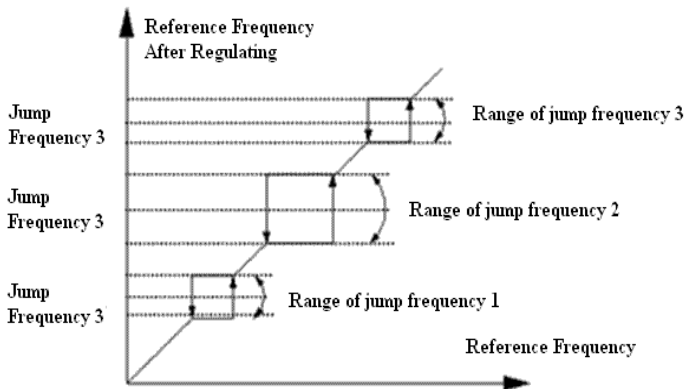 Reference Frequency
After Regulating
Jump
Frequency 3
Range of jump frequency 3
Jump
Frequency 3
Range of jump frequency 2
Jump
Frequency 3
Range of jump frequency 1
Reference Frequency